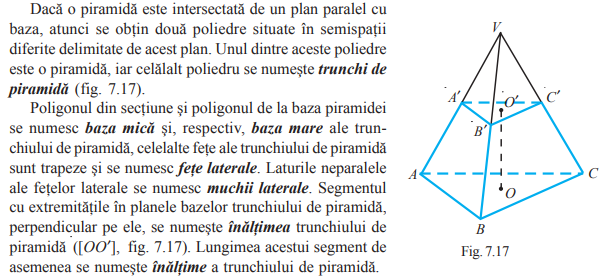 Dacă o piramidă este intersectată de un plan paralel cu
baza, atunci se obțin două poliedre situate în semispații
diferite delimitate de acest plan. Unul dintre aceste poliedre
este o piramidă, iar celălalt poliedru se numește trunchi de
piramidă (fig. 7.17).
Poligonul din secțiune și poligonul de la baza piramidei
se numesc baza mică și, respectiv, baza mare ale trun-
chiului de piramidă, celelalte fețe ale trunchiului de piramidă
sunt trapeze și se numesc fețe laterale. Laturile neparalele
ale fețelor laterale se numesc muchii laterale. Segmentul
cu extremitățile în planele bazelor trunchiului de piramidă,
perpendicular pe ele, se numește înălțimea trunchiului de
piramidă ([OO′], fig. 7.17). Lungimea acestui segment de
asemenea se numește înălțime a trunchiului de piramidă.
V
A′
O′
C′
B′
A
C
O
B
Fig. 7.17